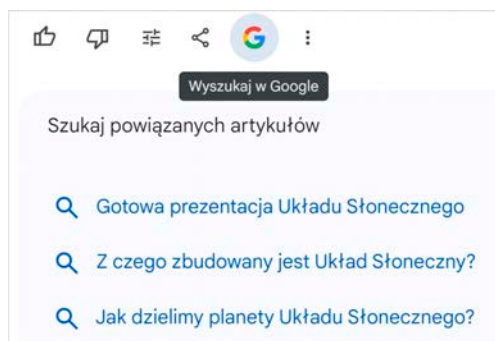 Wyszukaj w Google
Szukaj powiązanych artykułów
Gotowa prezentacja Układu Słonecznego
Z czego zbudowany jest Układ Słoneczny?
Jak dzielimy planety Układu Słonecznego?